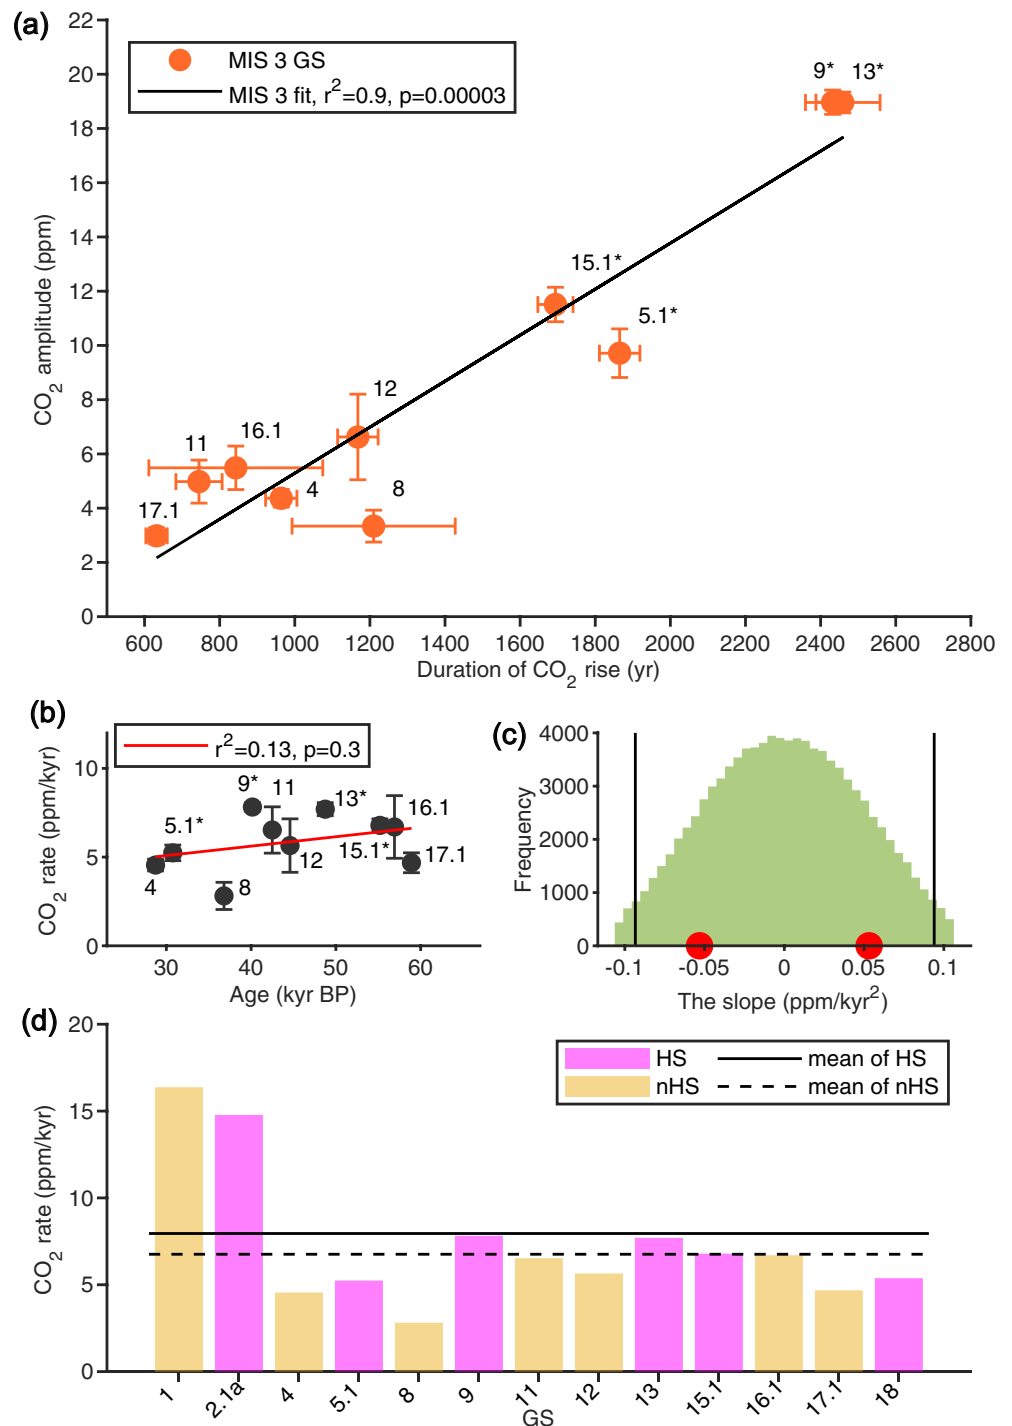 (a)
22
20
18
16
14
12
10
8
6
4
2
0
CO2 amplitude (ppm)
MIS 3 GS
MIS 3 fit, r2=0.9, p=0.00003
9* 13*
15.1*
5.1*
12
11 16.1
4 8
17.1
600 800 1000 1200 1400 1600 1800 2000 2200 2400 2600 2800
Duration of CO2 rise (yr)
(b)
r2=0.13, p=0.3
10
5
0
CO2 rate (ppm/kyr)
9* 11
13*
16.1
5.1*
15.1*
17.1
12
4 8
30 40 50 60
Age (kyr BP)
(c)
4000
3000
2000
1000
0
Frequency
-0.1 -0.05 0 0.05 0.1
The slope (ppm/kyr2)
(d)
20
15
10
5
0
CO2 rate (ppm/kyr)
HS mean of HS
nHS mean of nHS
1 2.1a 4 5.1 8 9 11 12 13 15.1 16.1 17.1 18
GS